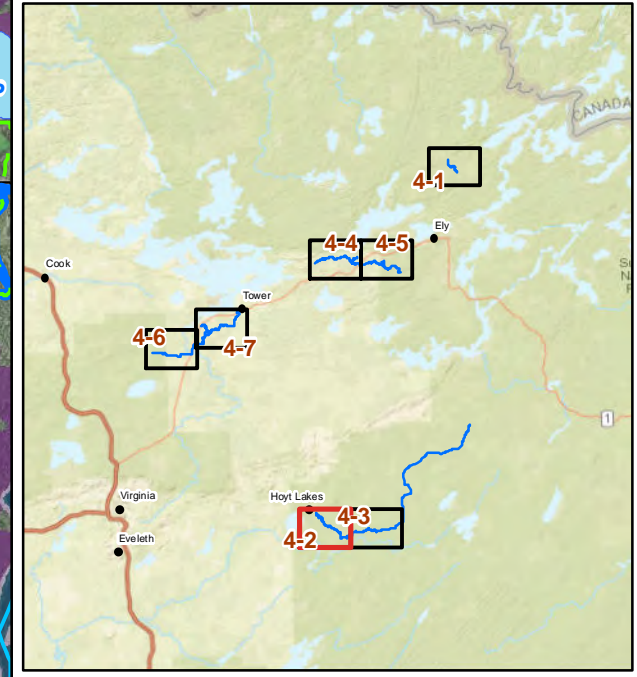 CANADA
4-1
Ely
4-4
4-5
Cook
Tower
4-6
4-7
1
Virginia
Hoyt Lakes
4-3
4-2
Eveleth